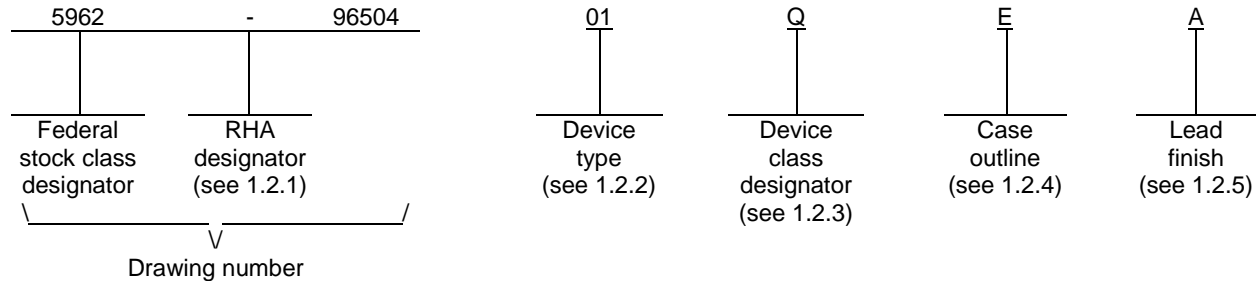 5962 - 96504 01 Q E A
Federal stock class designator
RHA designator (see 1.2.1)
Device type (see 1.2.2)
Device class designator (see 1.2.3)
Case outline (see 1.2.4)
Lead finish (see 1.2.5)
Drawing number